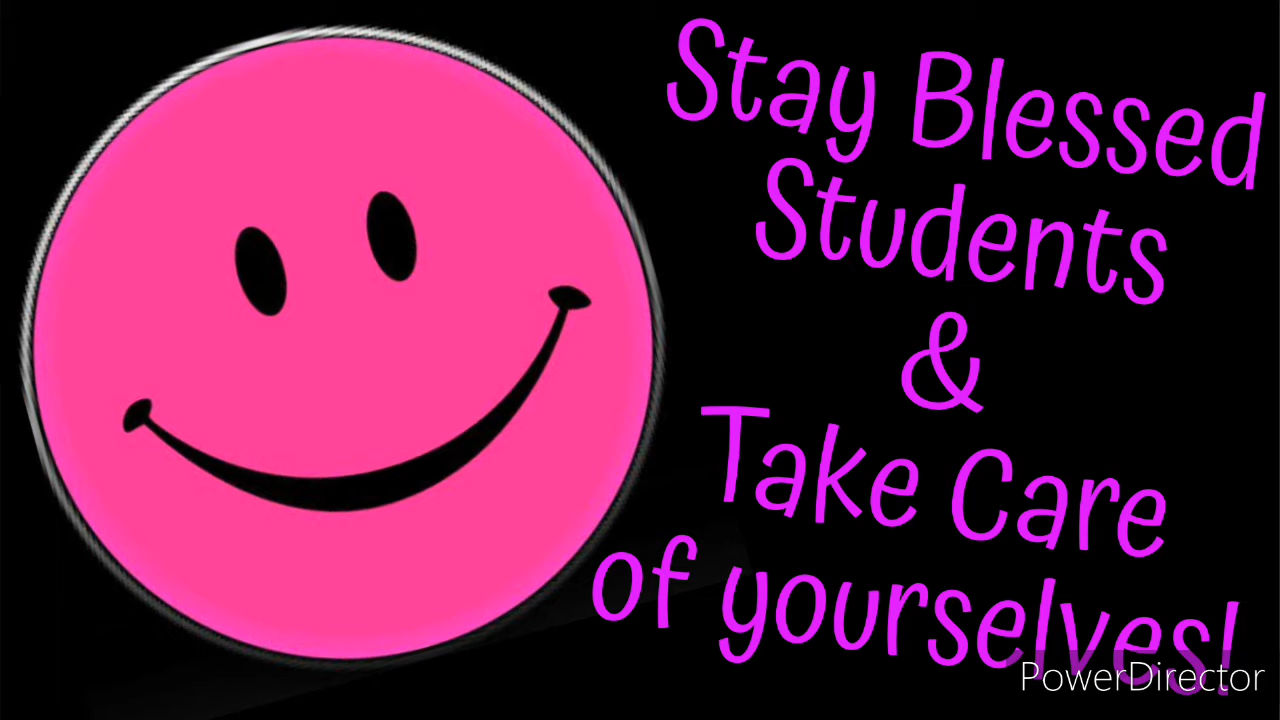 Stay Blessed
Students
&
Take Care
of yourselves!
PowerDirector